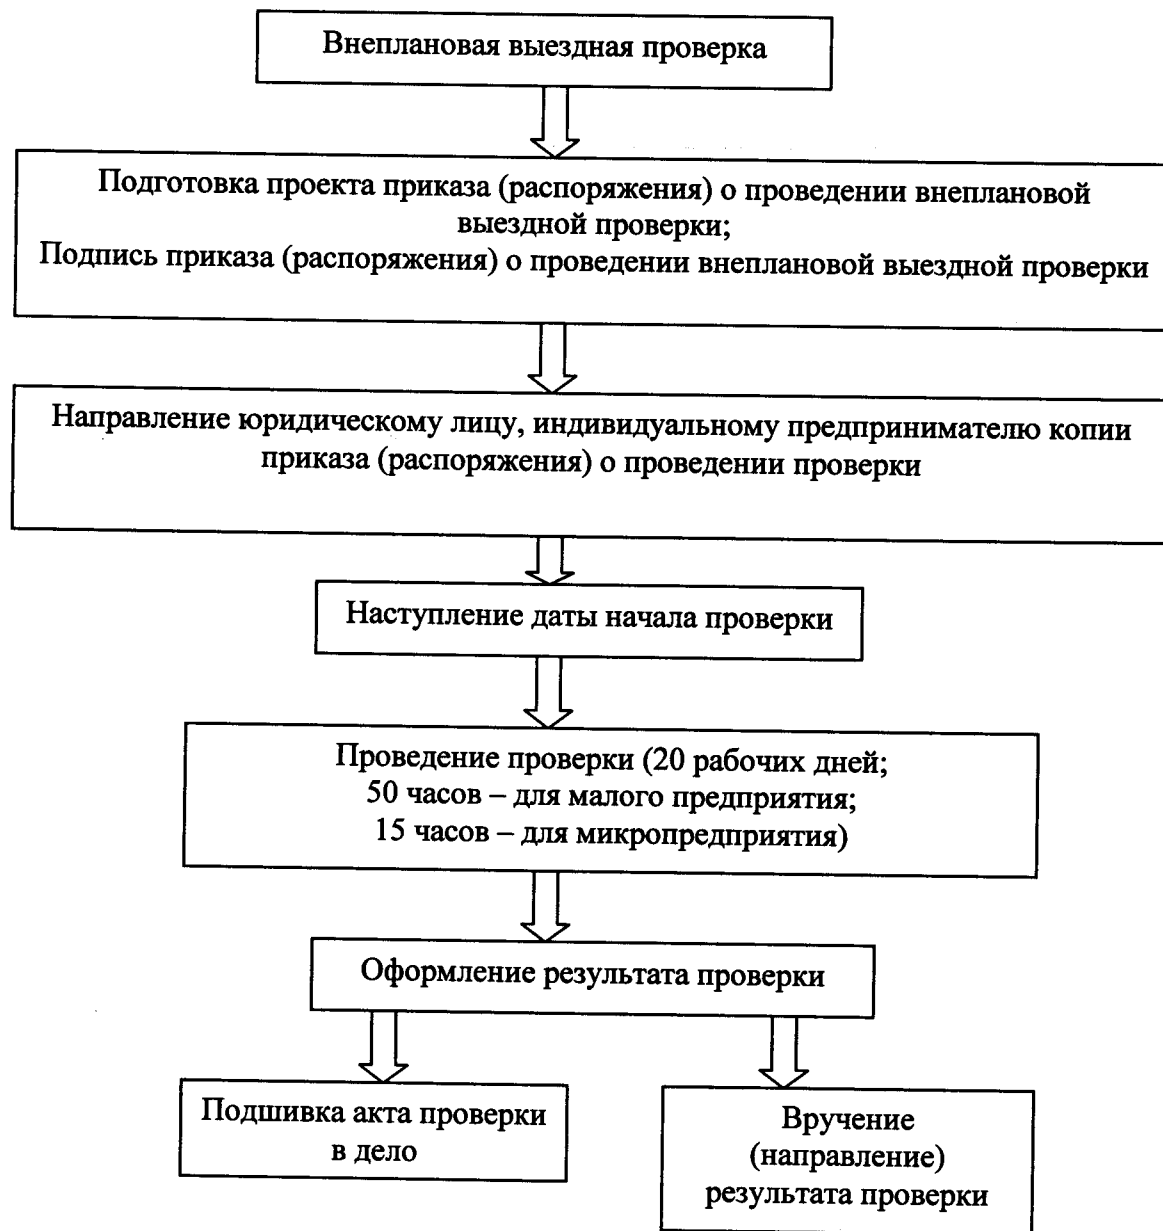 Внеплановая выездная проверка
Подготовка проекта приказа (распоряжения) о проведении внеплановой
выездной проверки;
Подпись приказа (распоряжения) о проведении внеплановой выездной проверки
Направление юридическому лицу, индивидуальному предпринимателю копии
приказа (распоряжения) о проведении проверки
Наступление даты начала проверки
Проведение проверки (20 рабочих дней;
50 часов – для малого предприятия;
15 часов – для микропредприятия)
Оформление результата проверки
Подшивка акта проверки
в дело
Вручение
(направление)
результата проверки